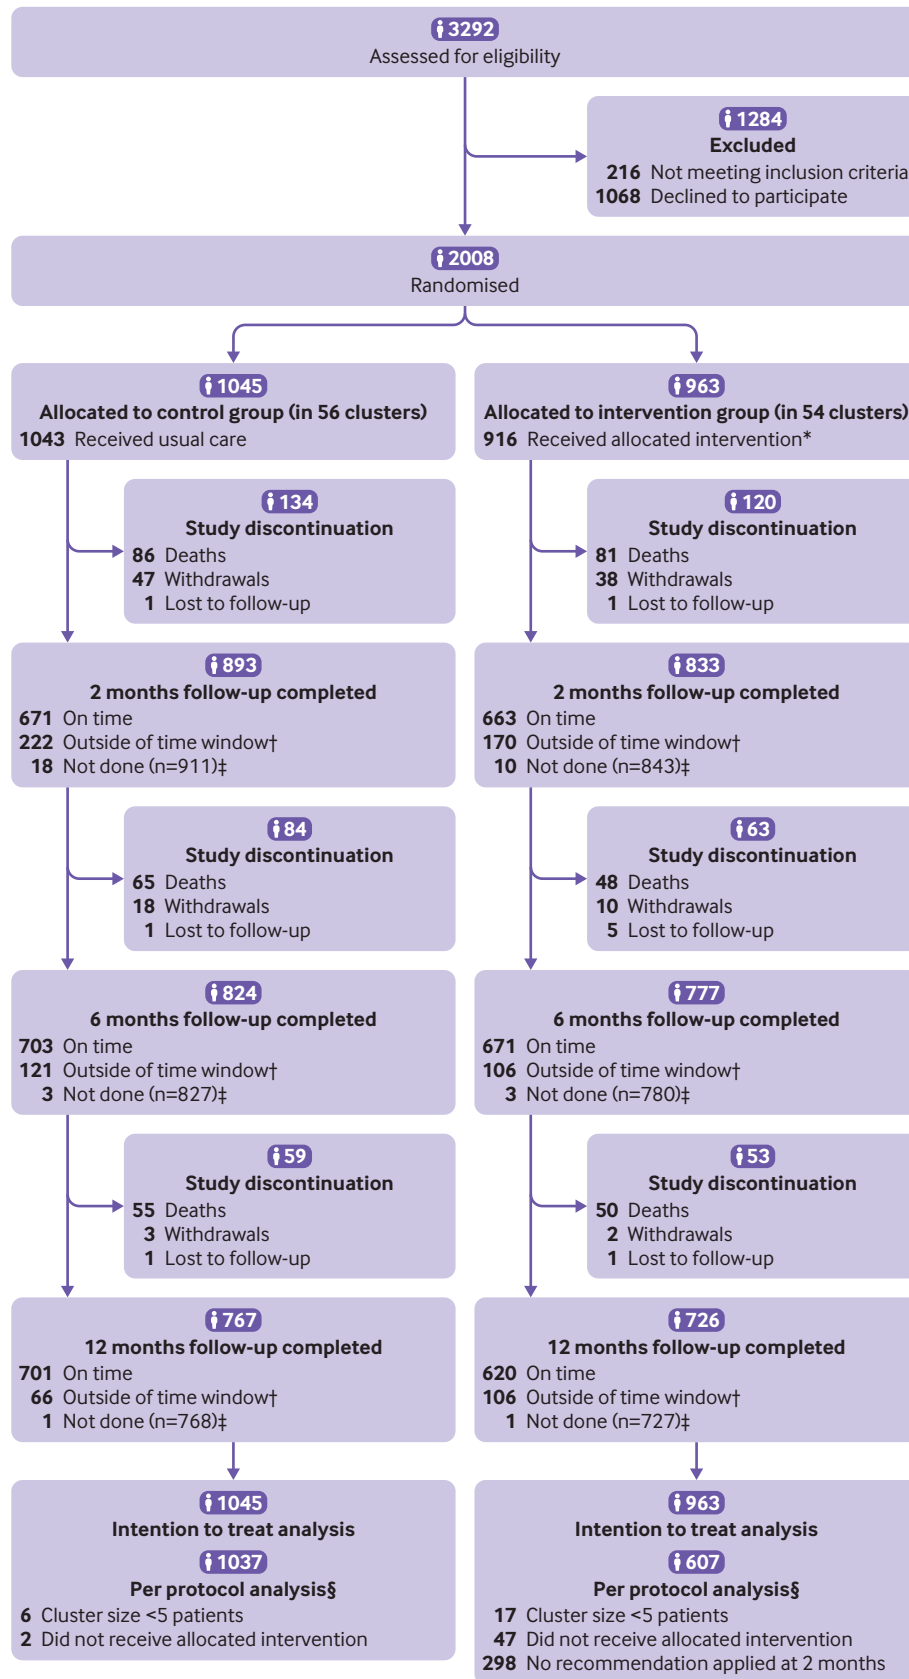 3292
Assessed for eligibility
1284
Excluded
216 Not meeting inclusion criteria
1068 Declined to participate
2008
Randomised
1045
Allocated to control group (in 56 clusters)
1043 Received usual care
963
Allocated to intervention group (in 54 clusters)
916 Received allocated intervention*
134
Study discontinuation
86 Deaths
47 Withdrawals
1 Lost to follow-up
120
Study discontinuation
81 Deaths
38 Withdrawals
1 Lost to follow-up
893
2 months follow-up completed
671 On time
222 Outside of time window†
18 Not done (n=911)‡
833
2 months follow-up completed
663 On time
170 Outside of time window†
10 Not done (n=843)‡
84
Study discontinuation
65 Deaths
18 Withdrawals
1 Lost to follow-up
63
Study discontinuation
48 Deaths
10 Withdrawals
5 Lost to follow-up
824
6 months follow-up completed
703 On time
121 Outside of time window†
3 Not done (n=827)‡
777
6 months follow-up completed
671 On time
106 Outside of time window†
3 Not done (n=780)‡
59
Study discontinuation
55 Deaths
3 Withdrawals
1 Lost to follow-up
53
Study discontinuation
50 Deaths
2 Withdrawals
1 Lost to follow-up
767
12 months follow-up completed
701 On time
66 Outside of time window†
1 Not done (n=768)‡
726
12 months follow-up completed
620 On time
106 Outside of time window†
1 Not done (n=727)‡
1045
Intention to treat analysis
1037
Per protocol analysis§
6 Cluster size <5 patients
2 Did not receive allocated intervention
963
Intention to treat analysis
607
Per protocol analysis§
17 Cluster size <5 patients
47 Did not receive allocated intervention
298 No recommendation applied at 2 months